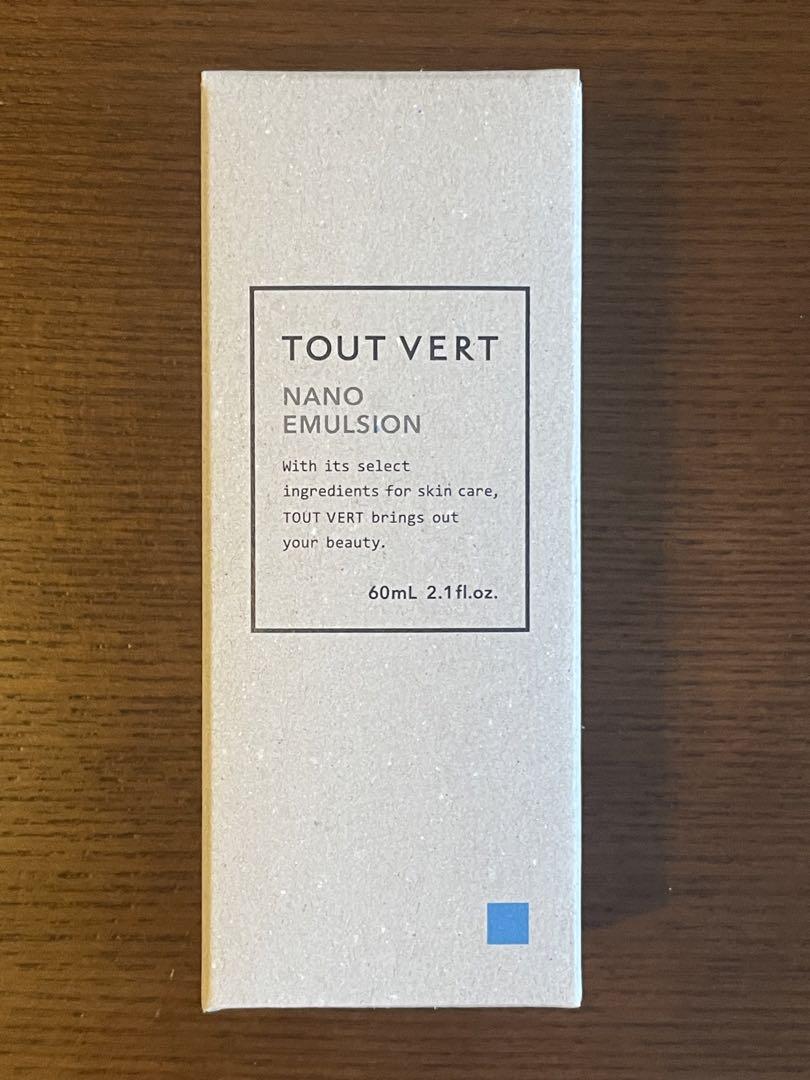 TOUT VERT
NANO
EMULSION
With its select
ingredients for skin care,
TOUT VERT brings out
your beauty.
60mL 2.1fl.oz.